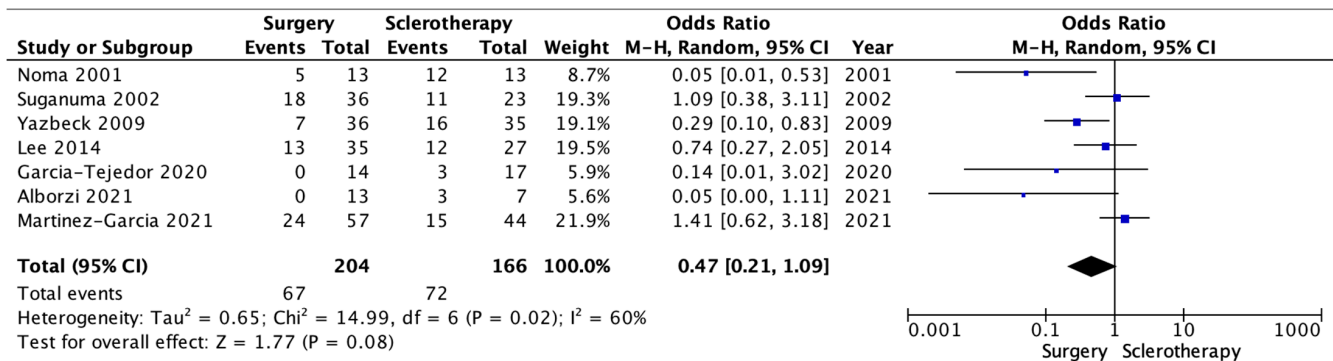 Surgery Sclerotherapy Odds Ratio Odds Ratio
Study or Subgroup Events Total Events Total Weight M-H, Random, 95% CI Year M-H, Random, 95% CI
Noma 2001 5 13 12 13 8.7% 0.05 [0.01, 0.53] 2001
Suganuma 2002 18 36 11 23 19.3% 1.09 [0.38, 3.11] 2002
Yazbeck 2009 7 36 16 35 19.1% 0.29 [0.10, 0.83] 2009
Lee 2014 13 35 12 27 19.5% 0.74 [0.27, 2.05] 2014
Garcia-Tejedor 2020 0 14 3 17 5.9% 0.14 [0.01, 3.02] 2020
Alborzi 2021 0 13 3 7 5.6% 0.05 [0.00, 1.11] 2021
Martinez-Garcia 2021 24 57 15 44 21.9% 1.41 [0.62, 3.18] 2021
Total (95% CI) 204 166 100.0% 0.47 [0.21, 1.09]
Total events 67 72
Heterogeneity: Tau² = 0.65; Chi² = 14.99, df = 6 (P = 0.02); I² = 60%
Test for overall effect: Z = 1.77 (P = 0.08)
0.001 0.1 1 10 1000
Surgery Sclerotherapy